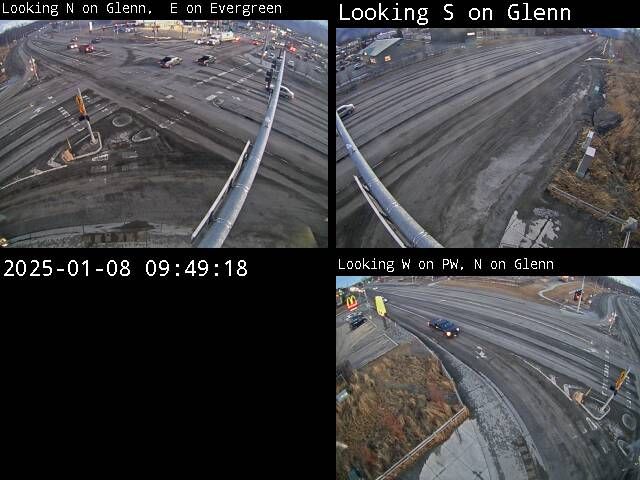 Looking N on Glenn,  E on Evergreen
Looking S on Glenn
2025-01-08 09:49:18
Looking W on PW, N on Glenn